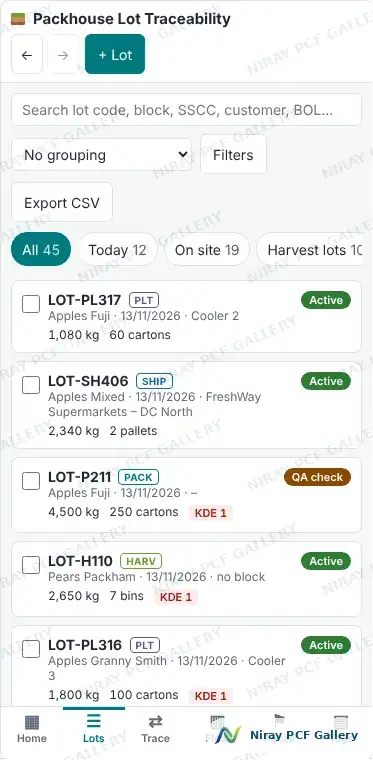 Packhouse Lot Traceability
← → + Lot
Search lot code, block, SSCC, customer, BOL...
No grouping Filters
Export CSV
All 45 Today 12 On site 19 Harvest lots 10
LOT-PL317 PLT Active
Apples Fuji · 13/11/2026 · Cooler 2
1,080 kg 60 cartons
LOT-SH406 SHIP Active
Apples Mixed · 13/11/2026 · FreshWay
Supermarkets – DC North
2,340 kg 2 pallets
LOT-P211 PACK QA check
Apples Fuji · 13/11/2026 · –
4,500 kg 250 cartons KDE 1
LOT-H110 HARV Active
Pears Packham · 13/11/2026 · no block
2,650 kg 7 bins KDE 1
LOT-PL316 PLT Active
Apples Granny Smith · 13/11/2026 · Cooler
3
1,800 kg 100 cartons KDE 1
Home Lots Trace
Niray PCF Gallery
NIRAY PCF GALLERY